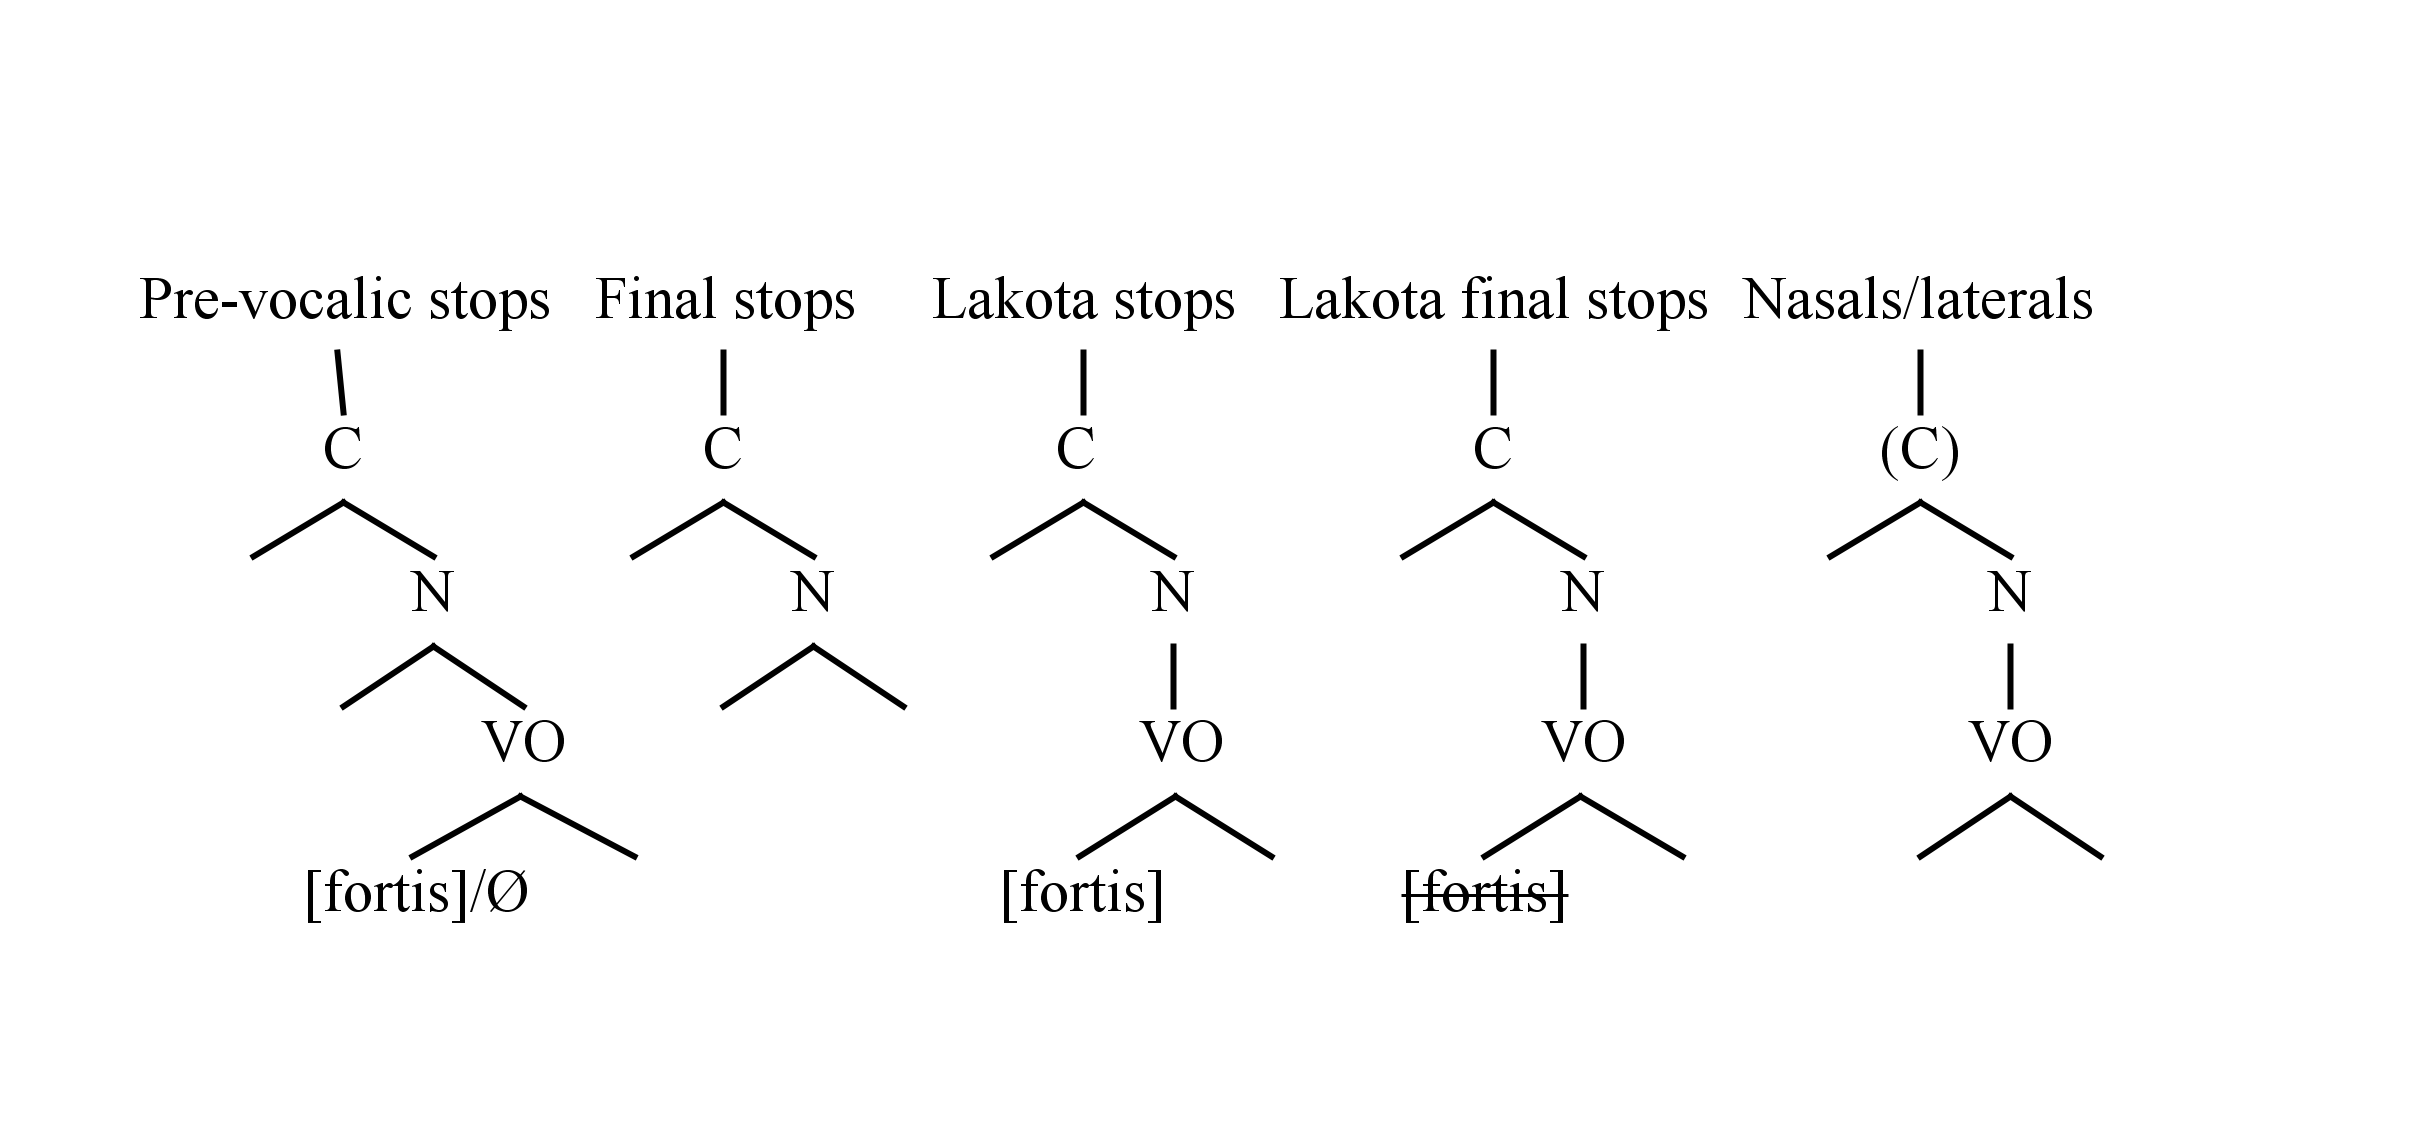 Pre-vocalic stops Final stops Lakota stops Lakota final stops Nasals/laterals
C C C C (C)
N N N N N
VO VO VO VO
[fortis]/Ø [fortis] [fortis]